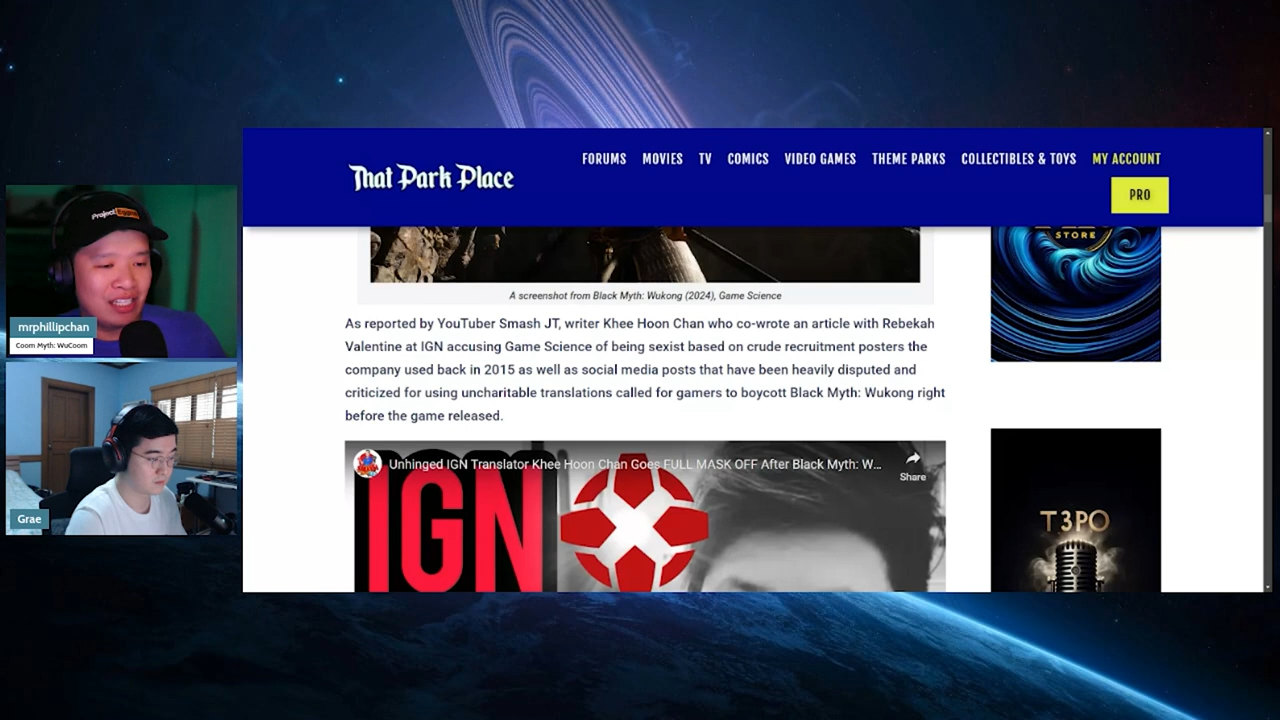 That Park Place
FORUMS MOVIES TV COMICS VIDEO GAMES THEME PARKS COLLECTIBLES & TOYS MY ACCOUNT
PRO
STORE
A screenshot from Black Myth: Wukong (2024), Game Science
As reported by YouTuber Smash JT, writer Khee Hoon Chan who co-wrote an article with Rebekah
Valentine at IGN accusing Game Science of being sexist based on crude recruitment posters the
company used back in 2015 as well as social media posts that have been heavily disputed and
criticized for using uncharitable translations called for gamers to boycott Black Myth: Wukong right
before the game released.
Unhinged IGN Translator Khee Hoon Chan Goes FULL MASK OFF After Black Myth: W...
Share
IGN
T3PO
Project
mrphillipchan
Coom Myth: WuCoom
Grae